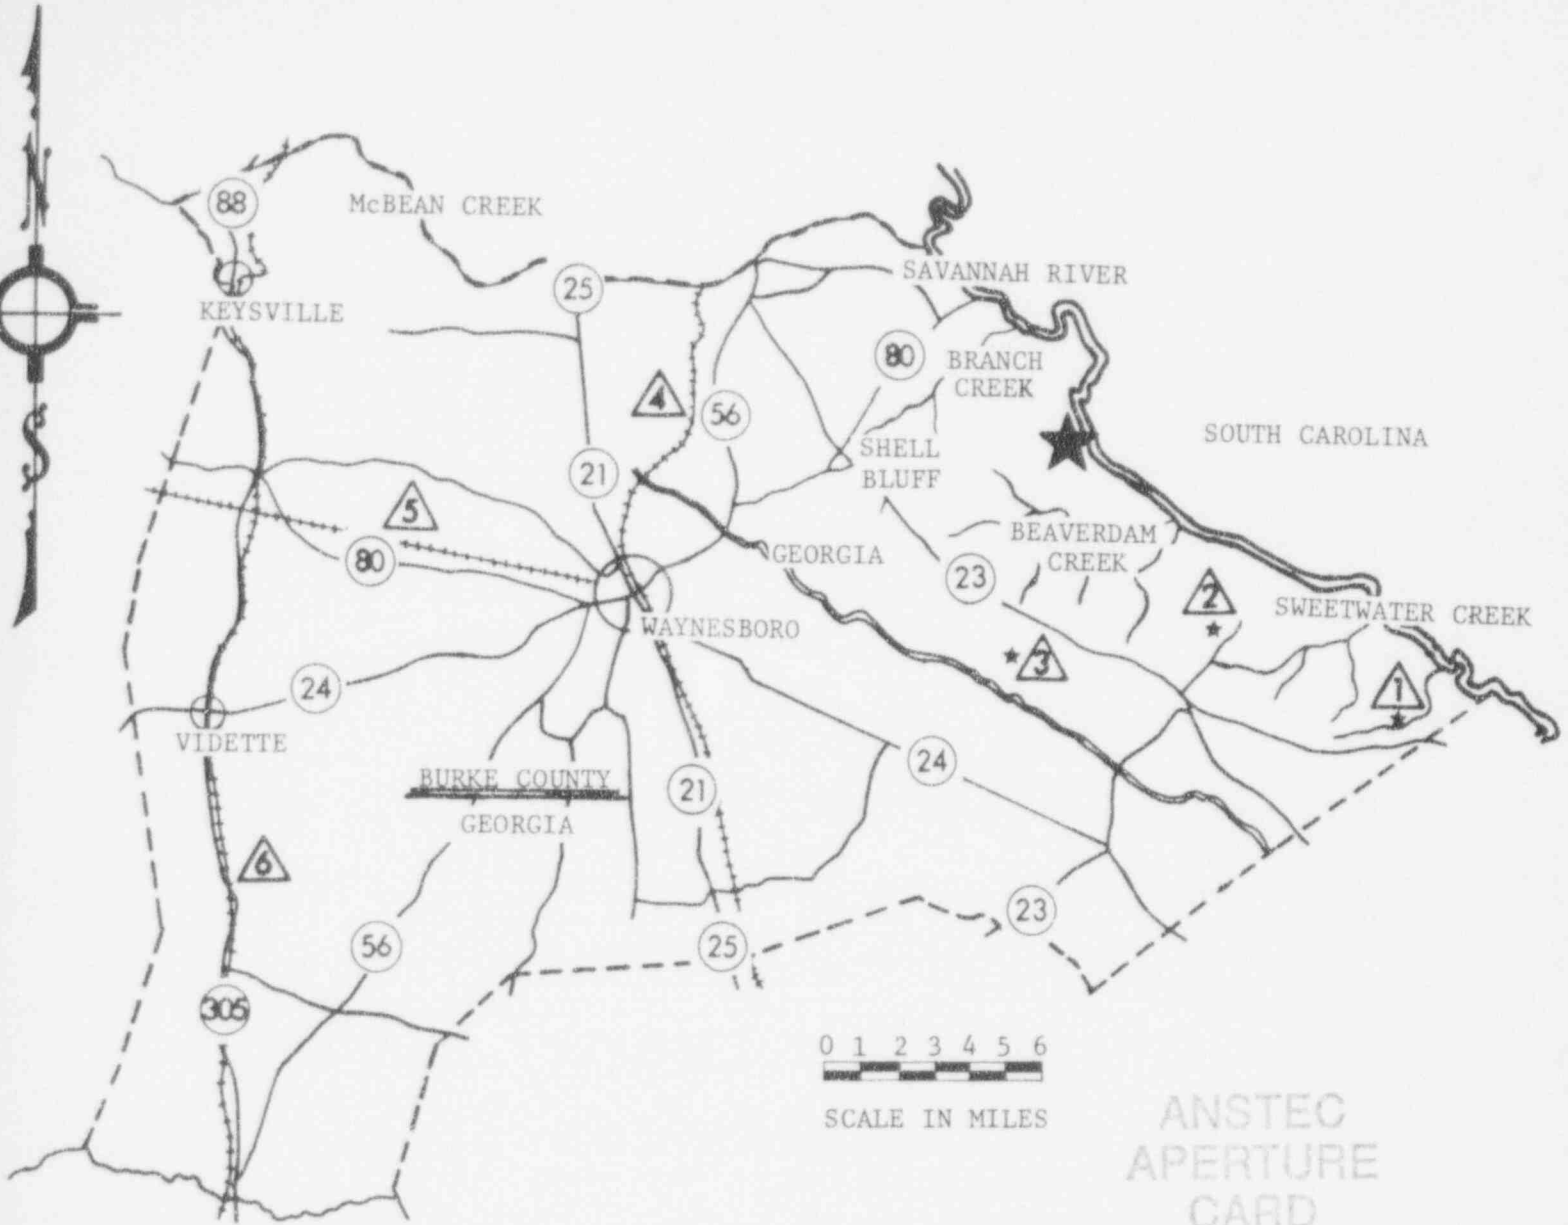 N
88
McBEAN CREEK
25
SAVANNAH RIVER
KEYSVILLE
80
BRANCH
CREEK
4
56
SOUTH CAROLINA
SHELL
BLUFF
21
S
5
BEAVERDAM
CREEK
GEORGIA
80
23
2
SWEETWATER CREEK
WAYNESBORO
3
24
1
VIDETTE
24
BURKE COUNTY
GEORGIA
21
6
23
56
25
305
0 1 2 3 4 5 6
SCALE IN MILES
ANSTEC
APERTURE
CARD